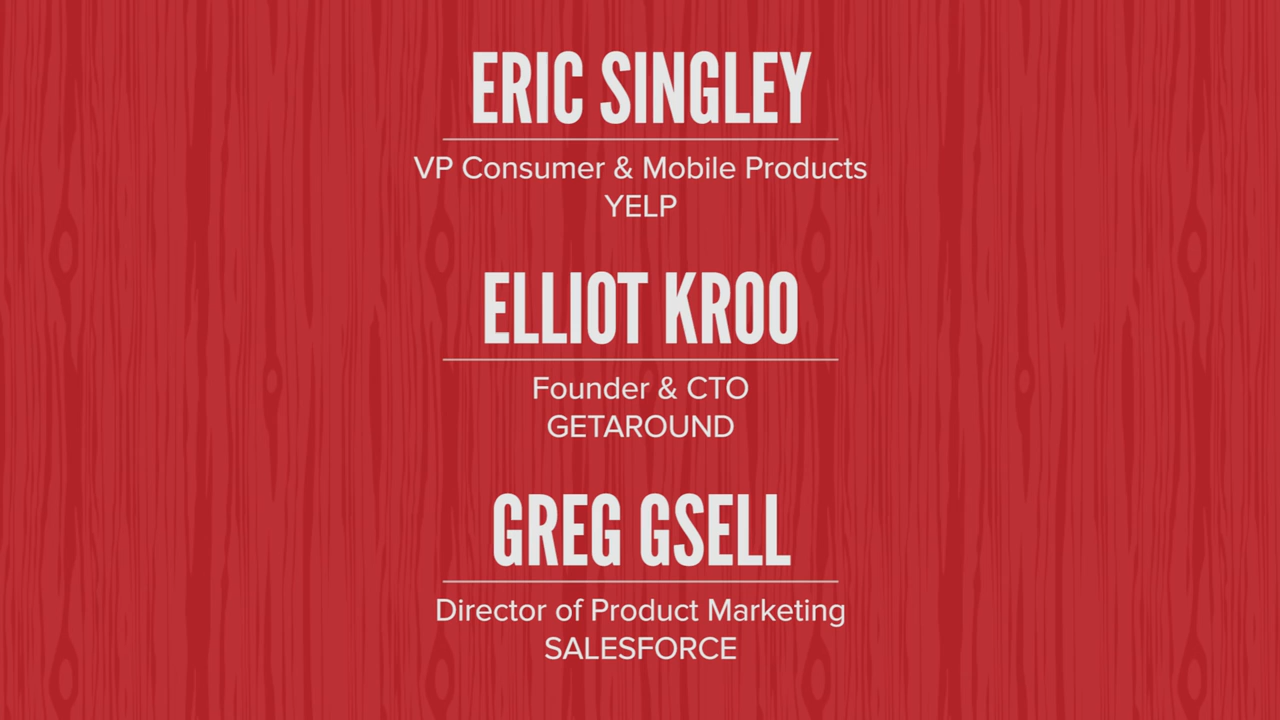 ERIC SINGLEY
VP Consumer & Mobile Products
YELP
ELLIOT KROO
Founder & CTO
GETAROUND
GREG GSELL
Director of Product Marketing
SALESFORCE